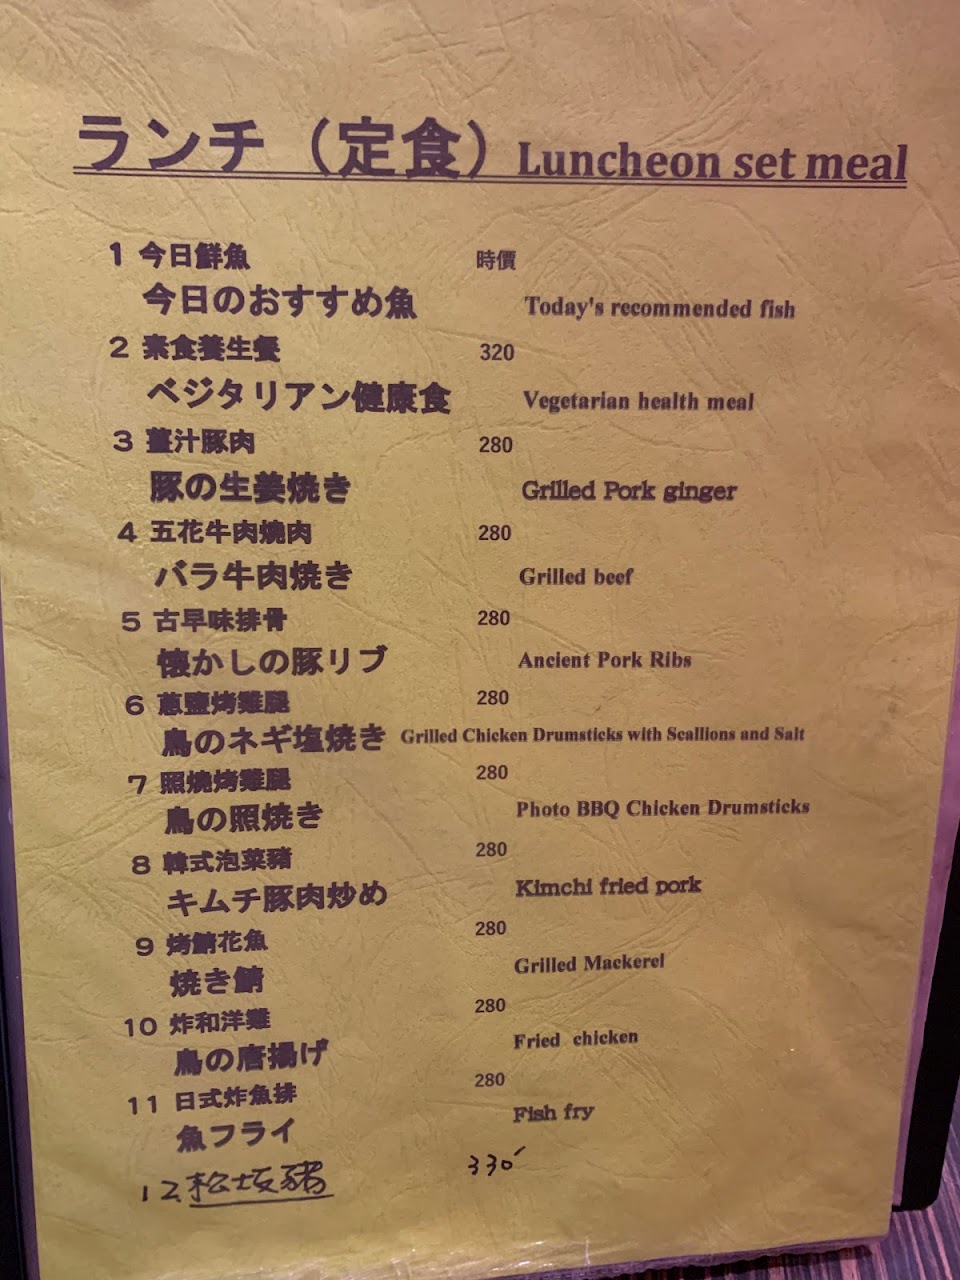 ランチ（定食）Luncheon set meal
1 今日鮮魚 時價
今日のおすすめ魚 Today's recommended fish
2 素食養生餐 320
ベジタリアン健康食 Vegetarian health meal
3 薑汁豚肉 280
豚の生姜焼き Grilled Pork ginger
4 五花牛肉燒肉 280
バラ牛肉焼き Grilled beef
5 古早味排骨 280
懐かしの豚リブ Ancient Pork Ribs
6 蔥鹽烤雞腿 280
鳥のネギ塩焼き Grilled Chicken Drumsticks with Scallions and Salt
7 照燒烤雞腿 280
鳥の照焼き Photo BBQ Chicken Drumsticks
8 韓式泡菜豬 280
キムチ豚肉炒め Kimchi fried pork
9 烤鯖花魚 280
焼き鯖 Grilled Mackerel
10 炸和洋雞 280
鳥の唐揚げ Fried chicken
11 日式炸魚排 280
魚フライ Fish fry
12.松坂豬 330